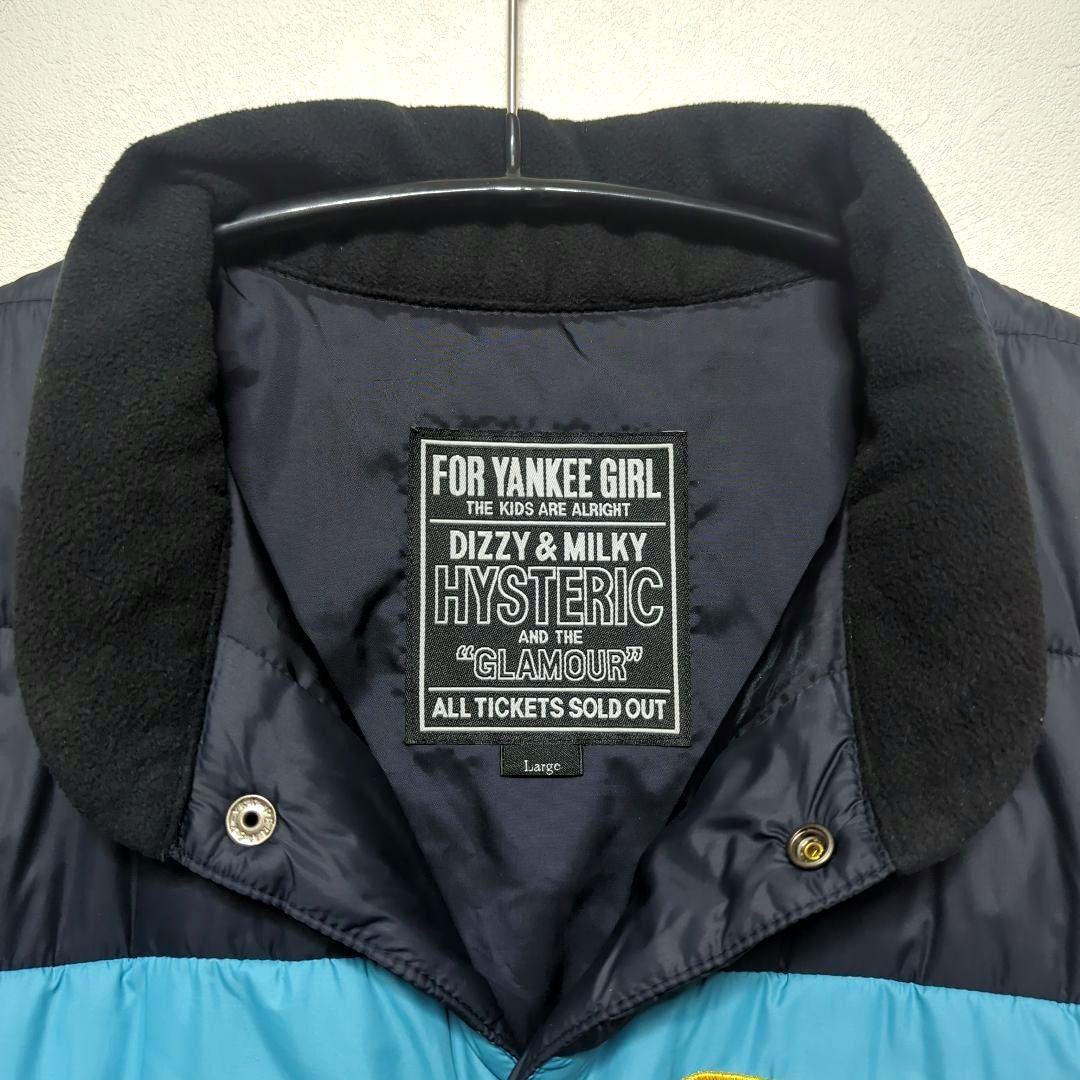 FOR YANKEE GIRL
THE KIDS ARE ALRIGHT
DIZZY & MILKY
HYSTERIC
AND THE
“GLAMOUR”
ALL TICKETS SOLD OUT
Large